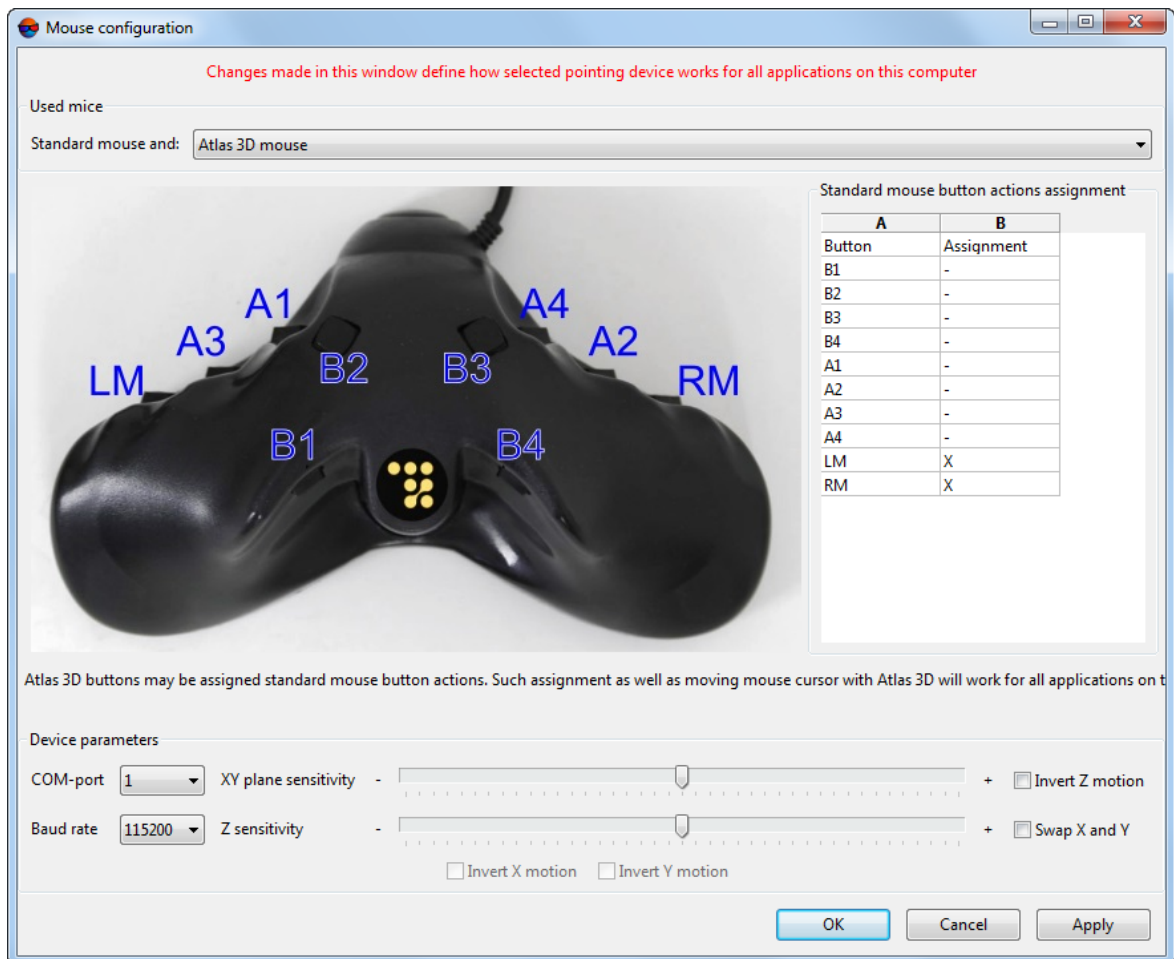 Mouse configuration
Changes made in this window define how selected pointing device works for all applications on this computer
Used mice
Standard mouse and: Atlas 3D mouse
Standard mouse button actions assignment
A B
Button Assignment
B1 -
B2 -
B3 -
B4 -
A1 -
A2 -
A3 -
A4 -
LM X
RM X
A1 A4
A3 A2
B2 B3
LM RM
B1 B4
Atlas 3D buttons may be assigned standard mouse button actions. Such assignment as well as moving mouse cursor with Atlas 3D will work for all applications on t
Device parameters
COM-port 1 XY plane sensitivity - + Invert Z motion
Baud rate 115200 Z sensitivity - + Swap X and Y
Invert X motion Invert Y motion
OK Cancel Apply